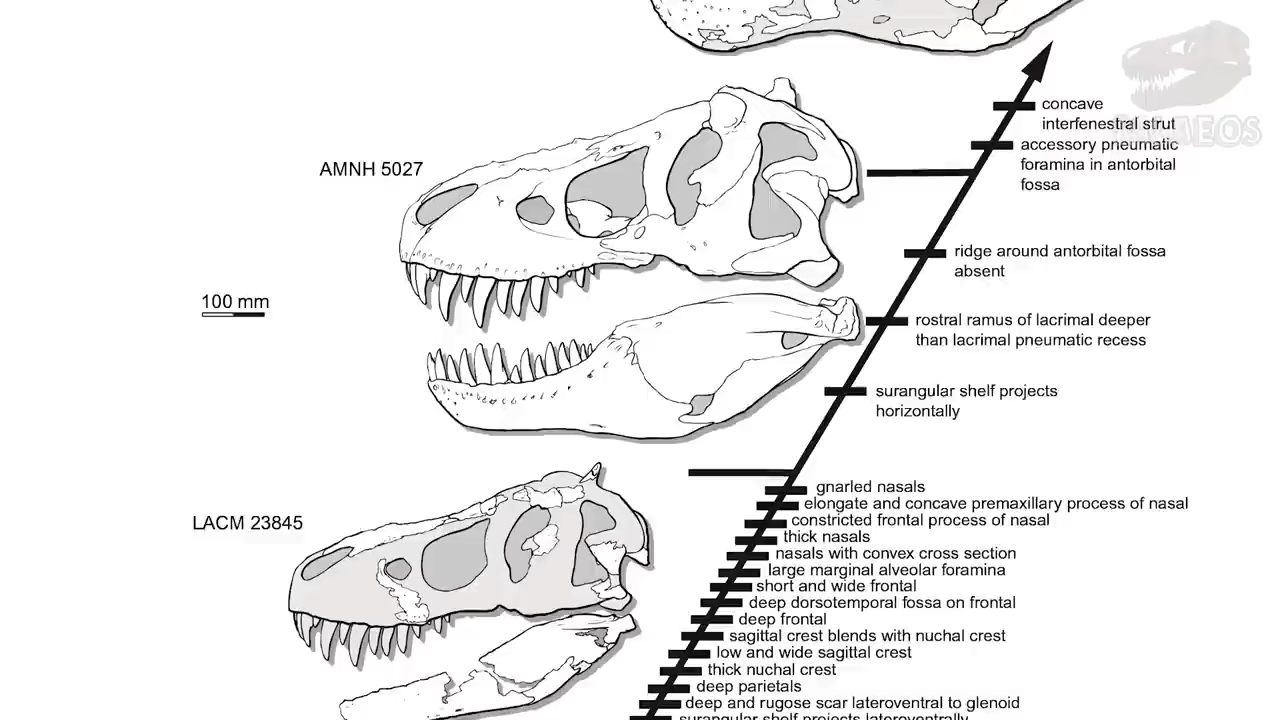 concave
interfenestral strut
accessory pneumatic
foramina in antorbital
fossa
AMNH 5027
ridge around antorbital fossa
absent
100 mm
rostral ramus of lacrimal deeper
than lacrimal pneumatic recess
surangular shelf projects
horizontally
gnarled nasals
elongate and concave premaxillary process of nasal
LACM 23845
constricted frontal process of nasal
thick nasals
nasals with convex cross section
large marginal alveolar foramina
short and wide frontal
deep dorsotemporal fossa on frontal
deep frontal
sagittal crest blends with nuchal crest
low and wide sagittal crest
thick nuchal crest
deep parietals
deep and rugose scar lateroventral to glenoid
surangular shelf projects lateroventrally